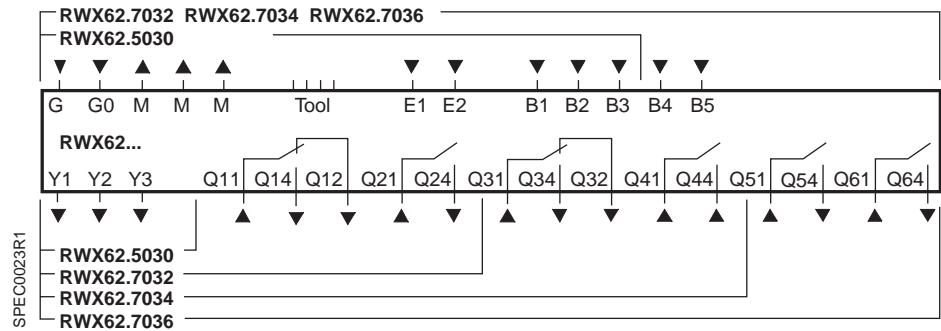 RWX62.7032 RWX62.7034 RWX62.7036
RWX62.5030
G G0 M M M Tool E1 E2 B1 B2 B3 B4 B5
RWX62...
Y1 Y2 Y3 Q11 Q14 Q12 Q21 Q24 Q31 Q34 Q32 Q41 Q44 Q51 Q54 Q61 Q64
RWX62.5030
RWX62.7032
RWX62.7034
RWX62.7036
SPEC0023R1